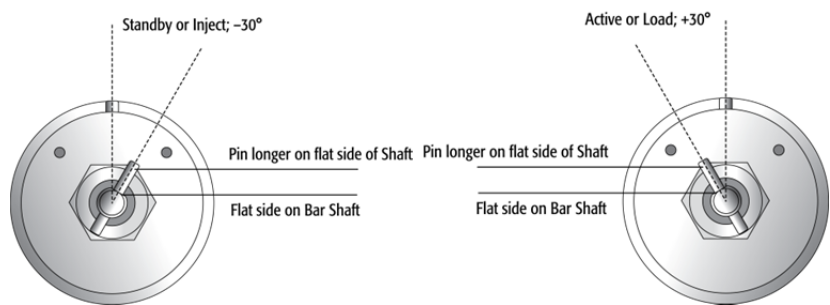 Standby or Inject; –30°
Active or Load; +30°
Pin longer on flat side of Shaft
Pin longer on flat side of Shaft
Flat side on Bar Shaft
Flat side on Bar Shaft